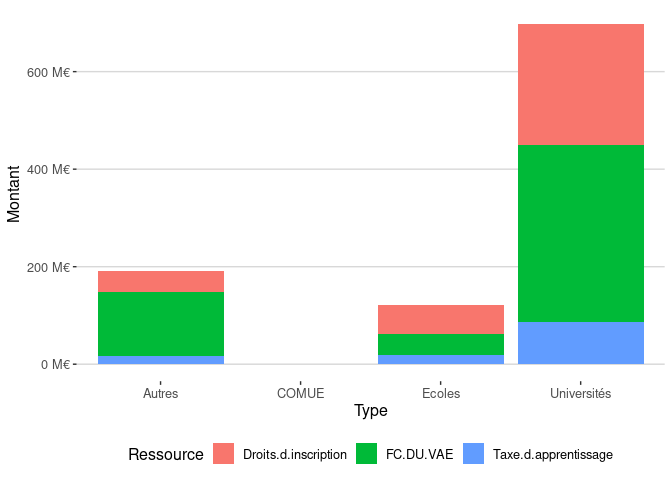 600 M€
400 M€
200 M€
0 M€
Montant
Autres COMUE Ecoles Universités
Type
Ressource Droits.d.inscription FC.DU.VAE Taxe.d.apprentissage